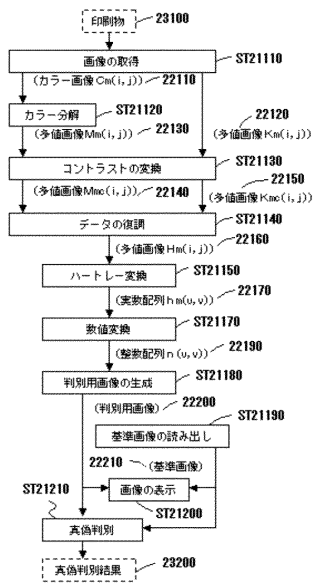 印刷物
23100
画像の取得
ST21110
(カラー画像Cm(i,j))
22110
カラー分解
ST21120
22120
(多値画像Mm(i,j))
22130
(多値画像Km(i,j))
コントラストの変換
ST21130
(多値画像Mmc(i,j))
22140
22150
(多値画像Kmc(i,j))
データの復調
ST21140
(多値画像Hm(i,j))
22160
ハートレー変換
ST21150
(実数配列hm(u,v))
22170
数値変換
ST21170
(整数配列n(u,v))
22190
判別用画像の生成
ST21180
(判別用画像)
22200
ST21190
基準画像の読み出し
22210
(基準画像)
ST21210
画像の表示
ST21200
真偽判別
真偽判別結果
23200